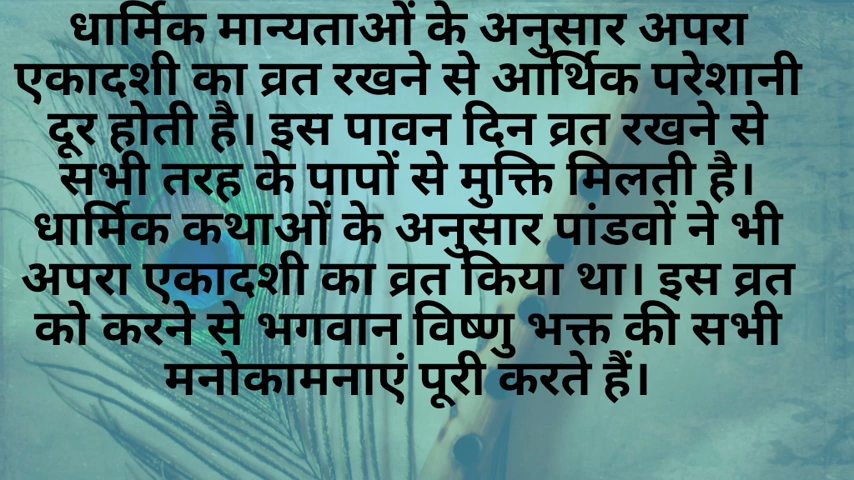 धार्मिक मान्यताओं के अनुसार अपरा
एकादशी का व्रत रखने से आर्थिक परेशानी
दूर होती है। इस पावन दिन व्रत रखने से
सभी तरह के पापों से मुक्ति मिलती है।
धार्मिक कथाओं के अनुसार पांडवों ने भी
अपरा एकादशी का व्रत किया था। इस व्रत
को करने से भगवान विष्णु भक्त की सभी
मनोकामनाएं पूरी करते हैं।